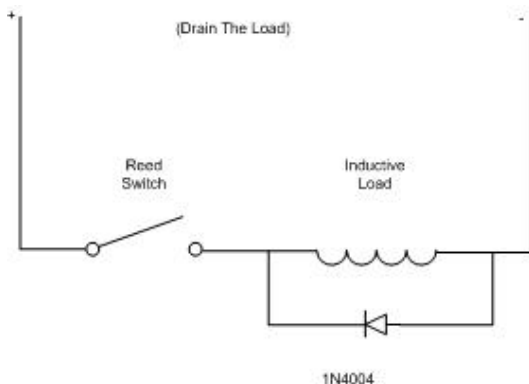 +
(Drain The Load)
-
Reed
Switch
Inductive
Load
1N4004